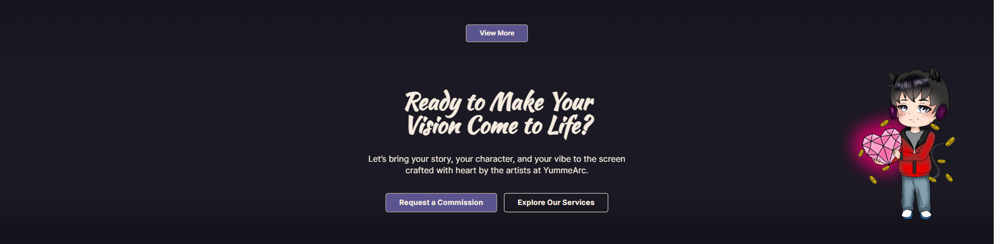 View More
Ready to Make Your
Vision Come to Life?
Let’s bring your story, your character, and your vibe to the screen
crafted with heart by the artists at YummeArc.
Request a Commission
Explore Our Services